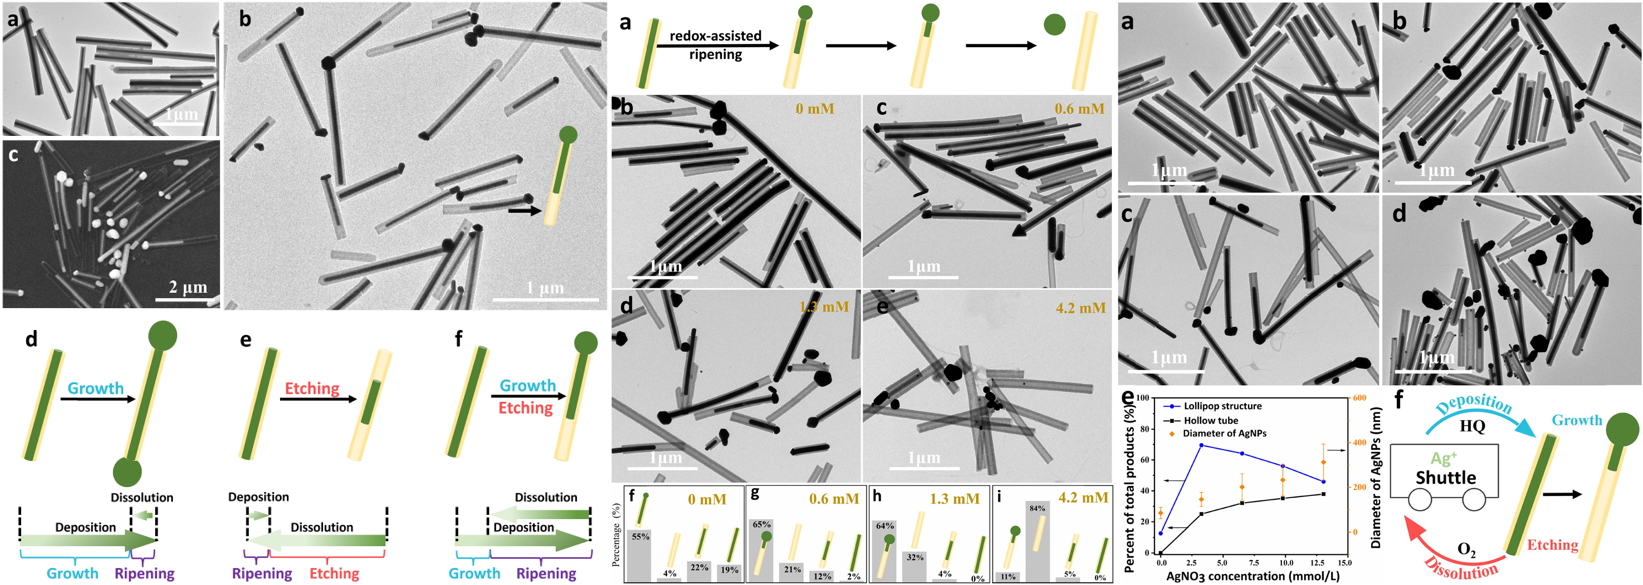 a
1μm
b
1 μm
c
2 μm
d
Growth
e
Etching
f
Growth
Etching
Dissolution
Deposition
Growth
Ripening
Deposition
Dissolution
Ripening
Etching
Dissolution
Deposition
Growth
Ripening
a
redox-assisted
ripening
b
0 mM
1μm
c
0.6 mM
1μm
d
1.3 mM
1μm
e
4.2 mM
1μm
Percentage (%)
f
0 mM
55%
4%
22%
19%
g
0.6 mM
65%
21%
12%
2%
h
1.3 mM
64%
32%
4%
0%
i
4.2 mM
11%
84%
5%
0%
a
1μm
b
1μm
c
1μm
d
1μm
e
Percent of total products (%)
100
80
60
40
20
0
Lollipop structure
Hollow tube
Diameter of AgNPs
600
400
200
0
Diameter of AgNPs (nm)
0.0
2.5
5.0
7.5
10.0
12.5
15.0
AgNO3 concentration (mmol/L)
f
Deposition
HQ
Ag⁺
Shuttle
O₂
Dissolution
Growth
Etching